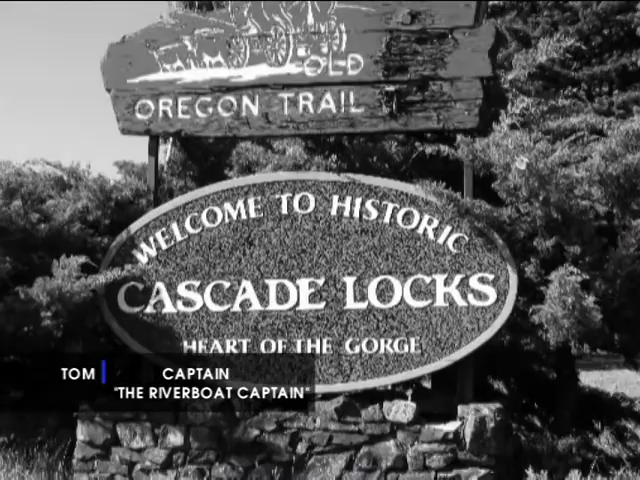 OLD
OREGON TRAIL
WELCOME TO HISTORIC
CASCADE LOCKS
HEART OF THE GORGE
TOM
CAPTAIN
"THE RIVERBOAT CAPTAIN"